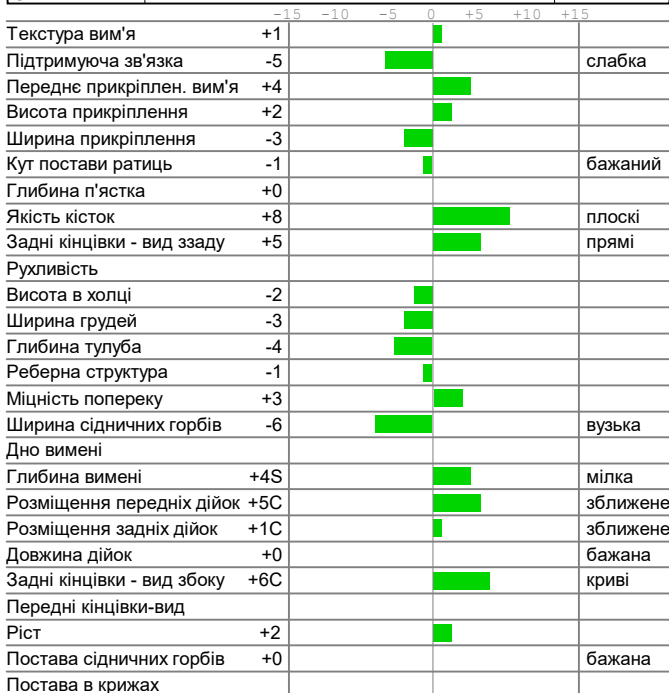 -15 -10 -5 0 +5 +10 +15
Текстура вим'я +1
Підтримуюча зв'язка -5 слабка
Переднє прикріплен. вим'я +4
Висота прикріплення +2
Ширина прикріплення -3
Кут постави ратиць -1 бажаний
Глибина п'ястка +0
Якість кісток +8 плоскі
Задні кінцівки - вид ззаду +5 прямі
Рухливість
Висота в холці -2
Ширина грудей -3
Глибина тулуба -4
Реберна структура -1
Міцність попереку +3
Ширина сідничних горбів -6 вузька
Дно вимені
Глибина вимені +4S мілка
Розміщення передніх дійок +5C зближене
Розміщення задніх дійок +1C зближене
Довжина дійок +0 бажана
Задні кінцівки - вид збоку +6C криві
Передні кінцівки-вид
Ріст +2
Постава сідничних горбів +0 бажана
Постава в крижах